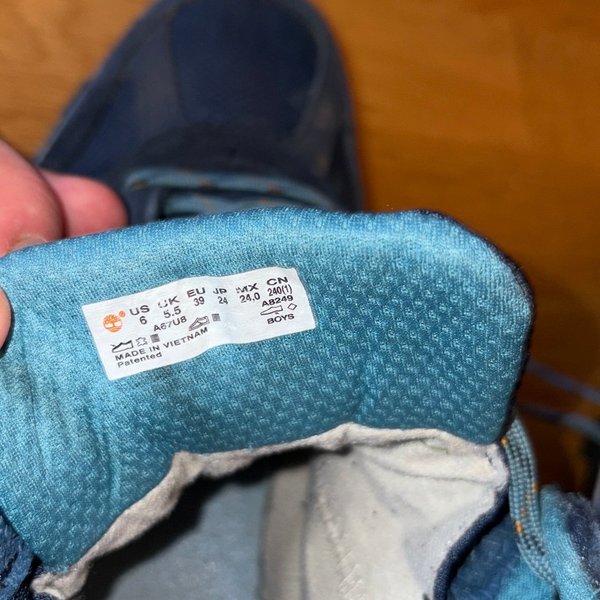 US UK EU JP MX CN
6 5.5 39 24 24.0 240(1)
A67U8 A8249
BOYS
MADE IN VIETNAM
Patented